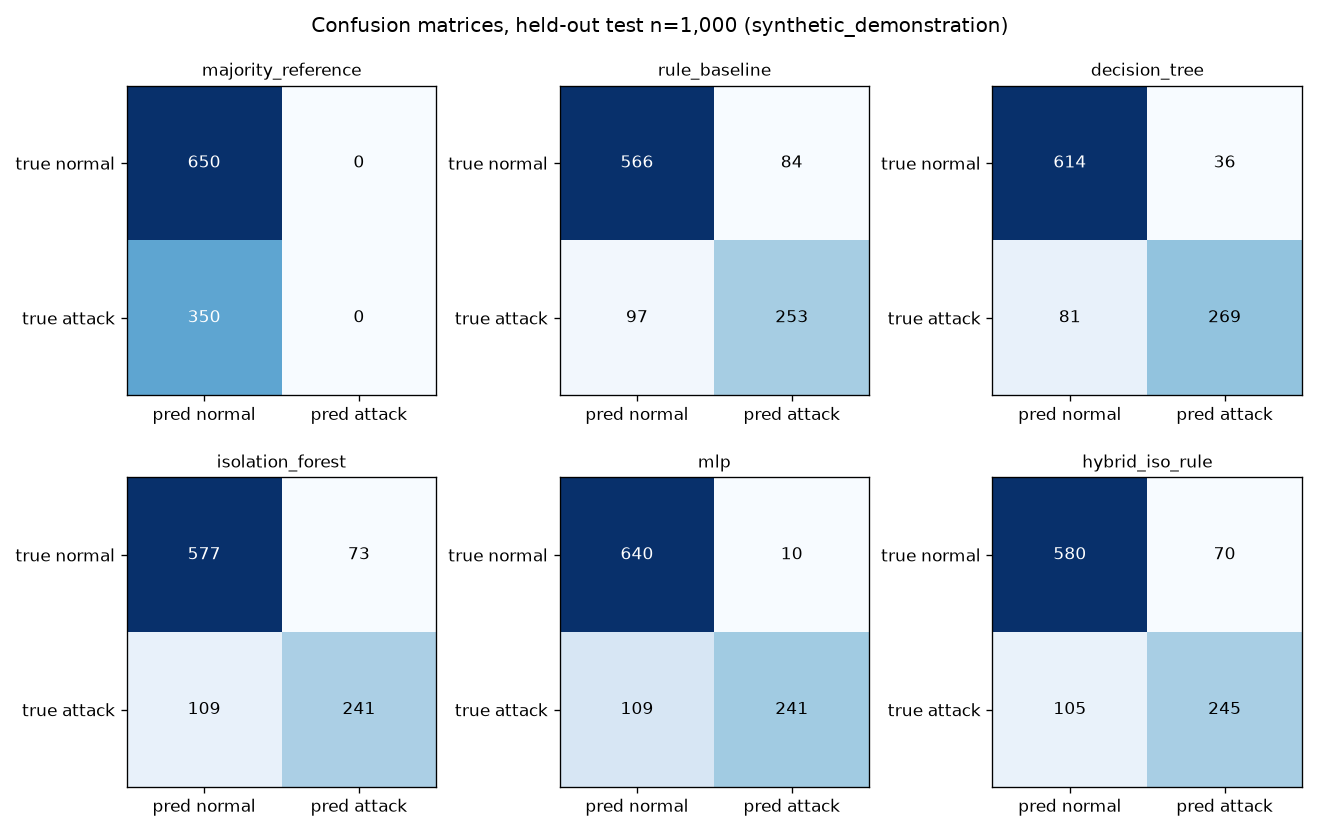 Confusion matrices, held-out test n=1,000 (synthetic_demonstration)
majority_reference
true normal 650 0
true attack 350 0
pred normal pred attack
rule_baseline
true normal 566 84
true attack 97 253
pred normal pred attack
decision_tree
true normal 614 36
true attack 81 269
pred normal pred attack
isolation_forest
true normal 577 73
true attack 109 241
pred normal pred attack
mlp
true normal 640 10
true attack 109 241
pred normal pred attack
hybrid_iso_rule
true normal 580 70
true attack 105 245
pred normal pred attack